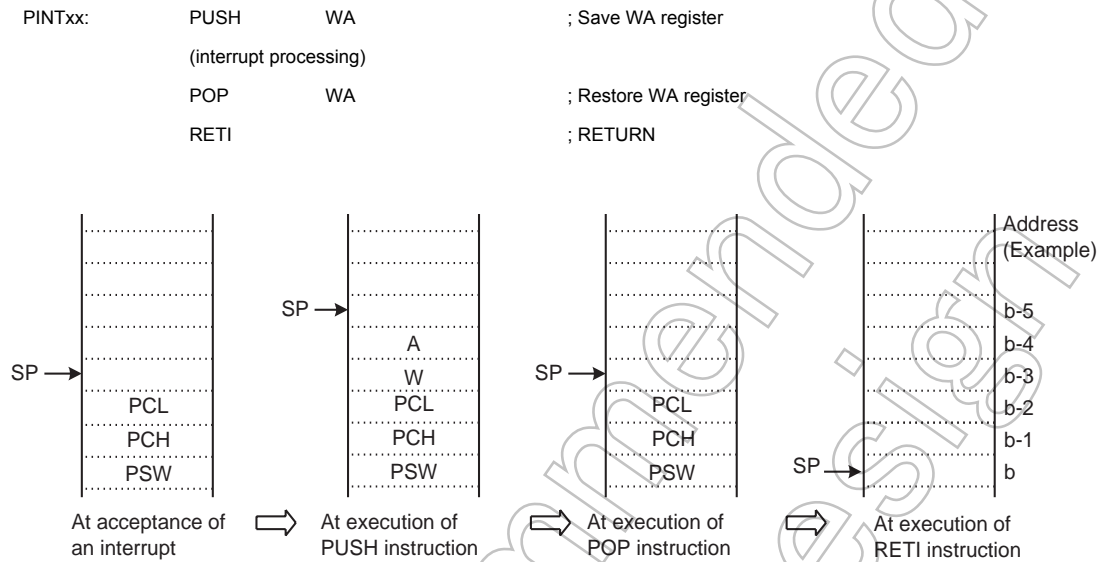 PINTxx: PUSH WA ; Save WA register
(interrupt processing)
POP WA ; Restore WA register
RETI ; RETURN
Address
(Example)
SP
b-5
A
b-4
SP
W
SP
b-3
PCL
PCL
PCL
b-2
PCH
PCH
PCH
b-1
PSW
PSW
PSW
SP
b
At acceptance of
an interrupt
At execution of
PUSH instruction
At execution of
POP instruction
At execution of
RETI instruction